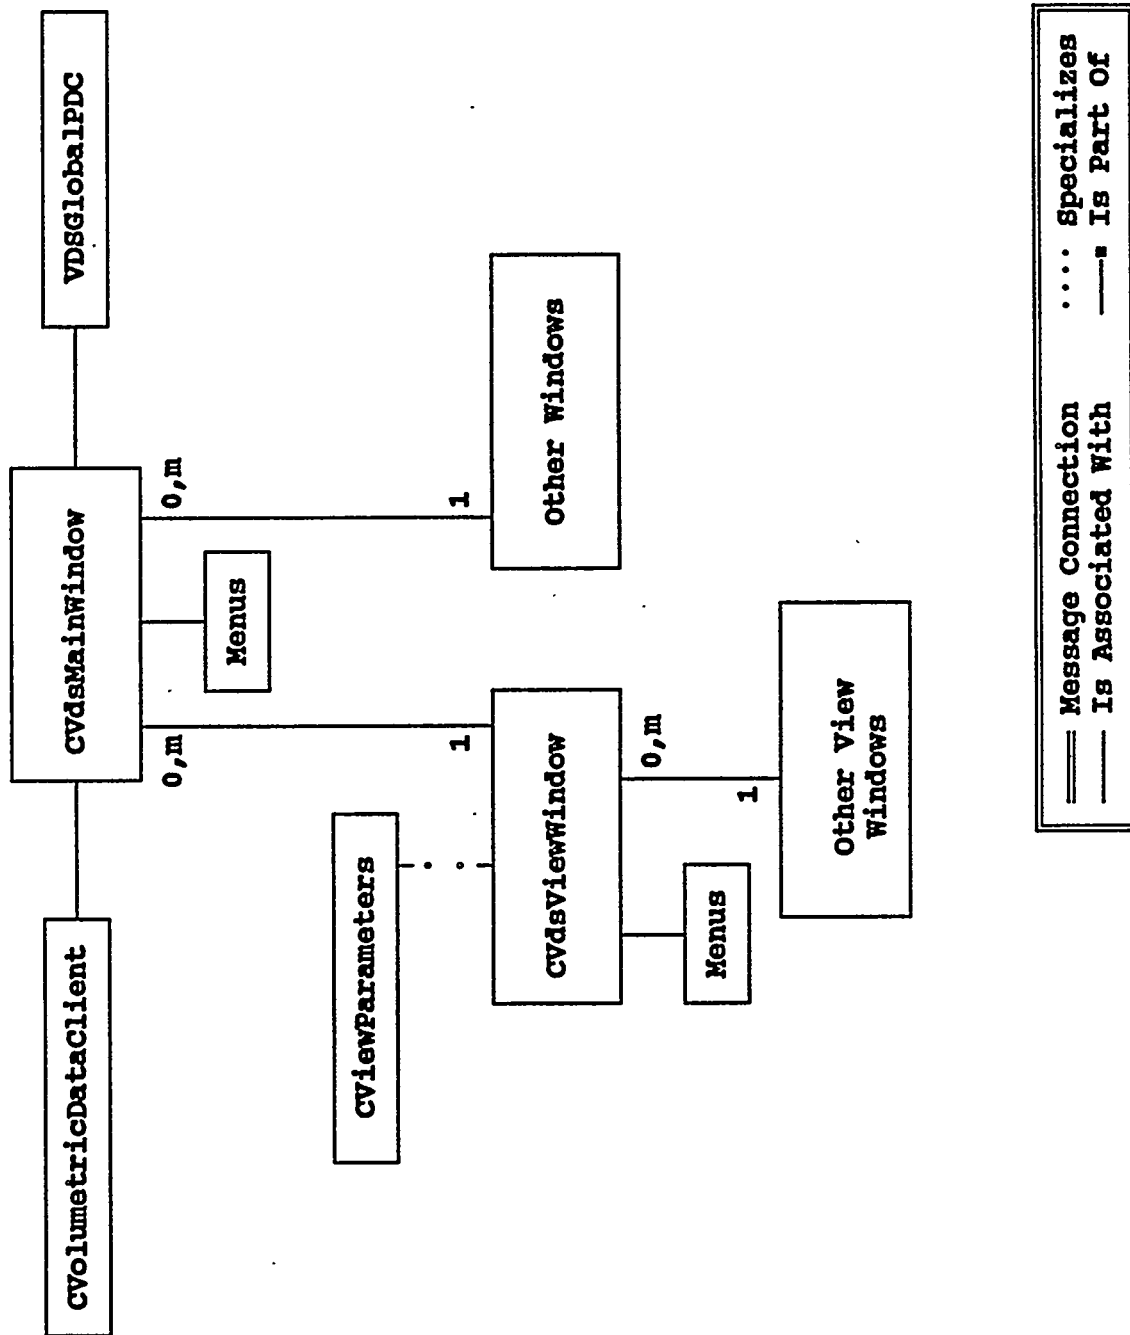 CVolumetricDataClient
CVdsMainWindow
VDSGlobalPDC
0,m
Menus
0,m
CViewParameters
1
1
CVdsViewWindow
Other Windows
0,m
Menus
1
Other View
Windows
Message Connection
Specializes
Is Associated With
Is Part Of